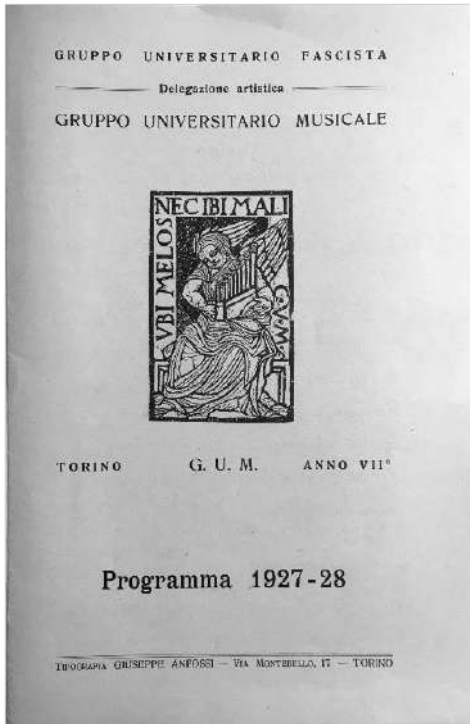 GRUPPO UNIVERSITARIO FASCISTA
Delegazione artistica
GRUPPO UNIVERSITARIO MUSICALE
VBI MELOS
NEC IBI MALI
G.V.M.
TORINO G. U. M. ANNO VII°
Programma 1927-28
TIPOGRAFIA GIUSEPPE ANFOSSI — VIA MONTEBELLO, 17 — TORINO